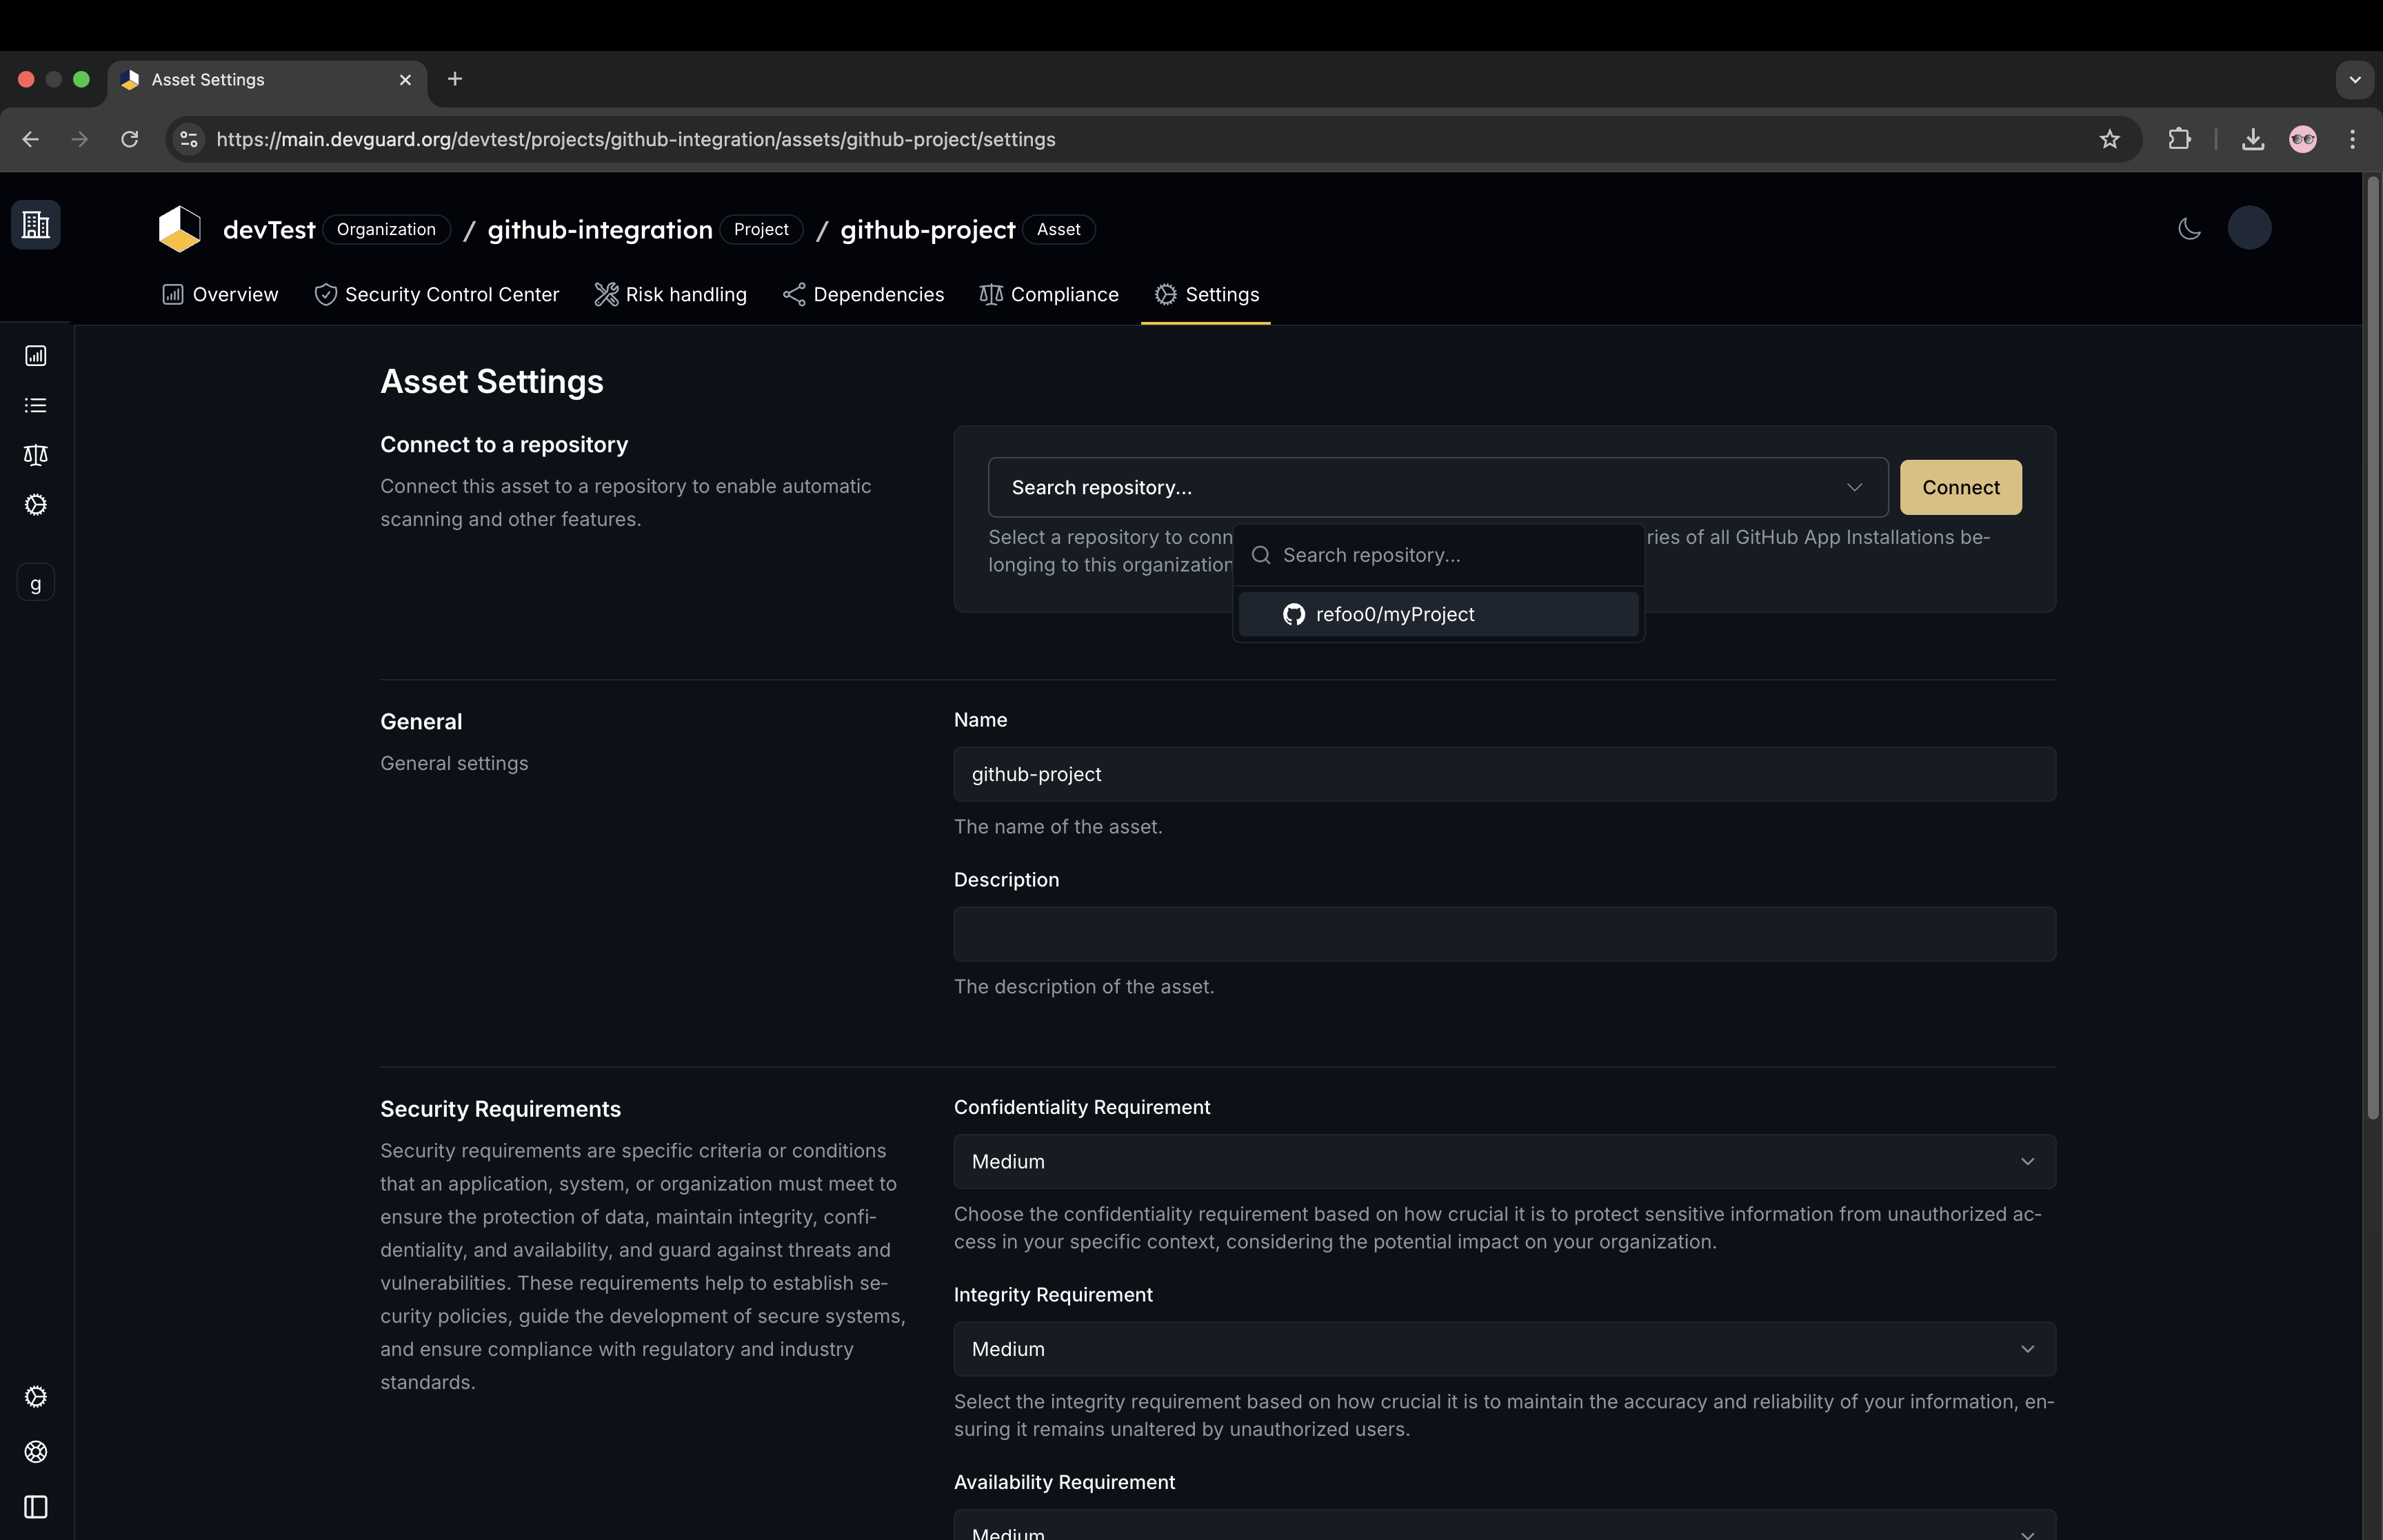 Asset Settings
https://main.devguard.org/devtest/projects/github-integration/assets/github-project/settings
devTest Organization / github-integration Project / github-project Asset
Overview Security Control Center Risk handling Dependencies Compliance Settings
Asset Settings
Connect to a repository
Connect this asset to a repository to enable automatic
scanning and other features.
Search repository...
Connect
Select a repository to conn
ries of all GitHub App Installations be-
longing to this organization
Search repository...
refoo0/myProject
g
General
General settings
Name
github-project
The name of the asset.
Description
The description of the asset.
Security Requirements
Security requirements are specific criteria or conditions
that an application, system, or organization must meet to
ensure the protection of data, maintain integrity, confi-
dentiality, and availability, and guard against threats and
vulnerabilities. These requirements help to establish se-
curity policies, guide the development of secure systems,
and ensure compliance with regulatory and industry
standards.
Confidentiality Requirement
Medium
Choose the confidentiality requirement based on how crucial it is to protect sensitive information from unauthorized ac-
cess in your specific context, considering the potential impact on your organization.
Integrity Requirement
Medium
Select the integrity requirement based on how crucial it is to maintain the accuracy and reliability of your information, en-
suring it remains unaltered by unauthorized users.
Availability Requirement
Medium